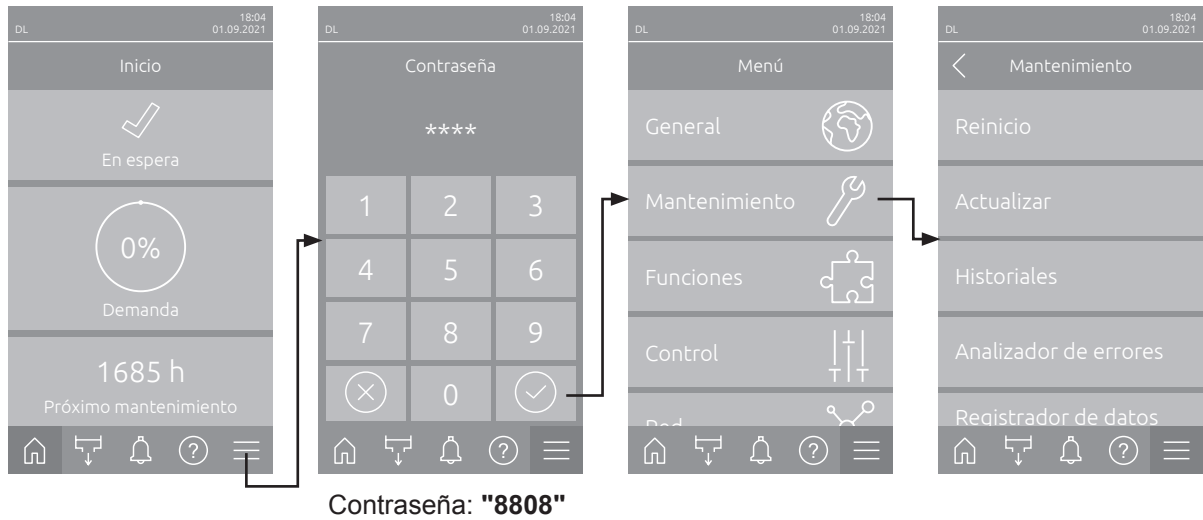 DL
18:04
01.09.2021
Inicio
En espera
0%
Demanda
1685 h
Próximo mantenimiento
?
DL
18:04
01.09.2021
Contraseña
****
1 2 3
4 5 6
7 8 9
0
?
Contraseña: "8808"
DL
18:04
01.09.2021
Menú
General
Mantenimiento
Funciones
Control
Red
?
DL
18:04
01.09.2021
Mantenimiento
Reinicio
Actualizar
Historiales
Analizador de errores
Registrador de datos
?